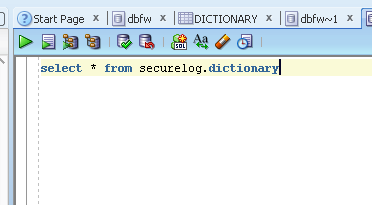 Start Page dbfw DICTIONARY dbfw~1
select * from securelog.dictionary